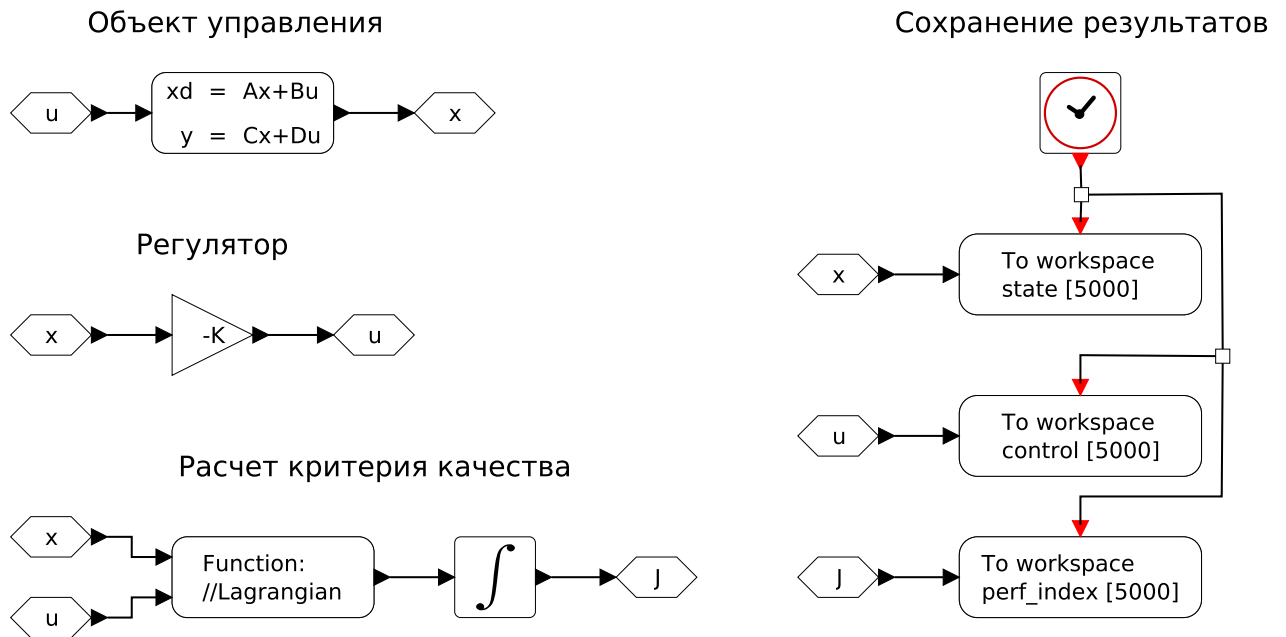 Объект управления
Сохранение результатов
u
xd = Ax+Bu
y = Cx+Du
x
Регулятор
x
To workspace
state [5000]
x
-K
u
u
To workspace
control [5000]
Расчет критерия качества
x
u
Function:
//Lagrangian
∫
J
J
To workspace
perf_index [5000]